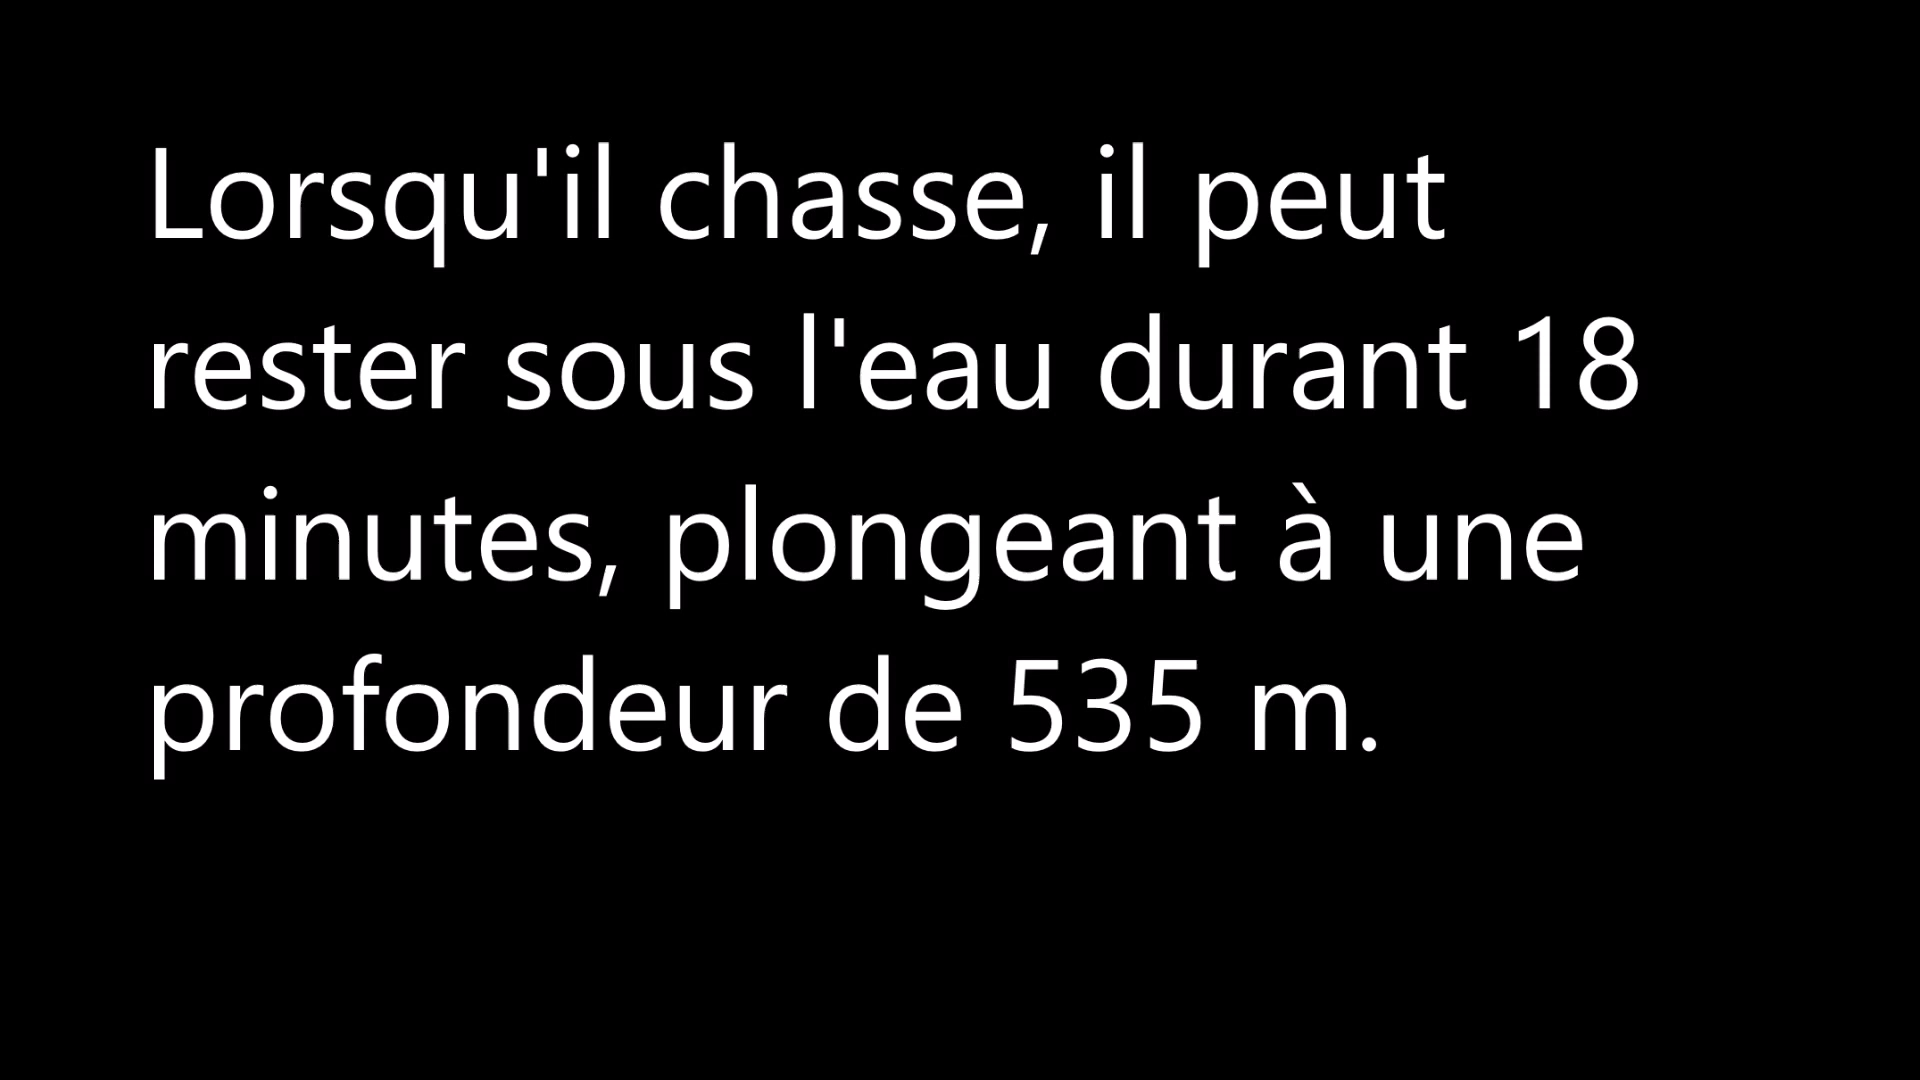 Lorsqu'il chasse, il peut
rester sous l'eau durant 18
minutes, plongeant à une
profondeur de 535 m.